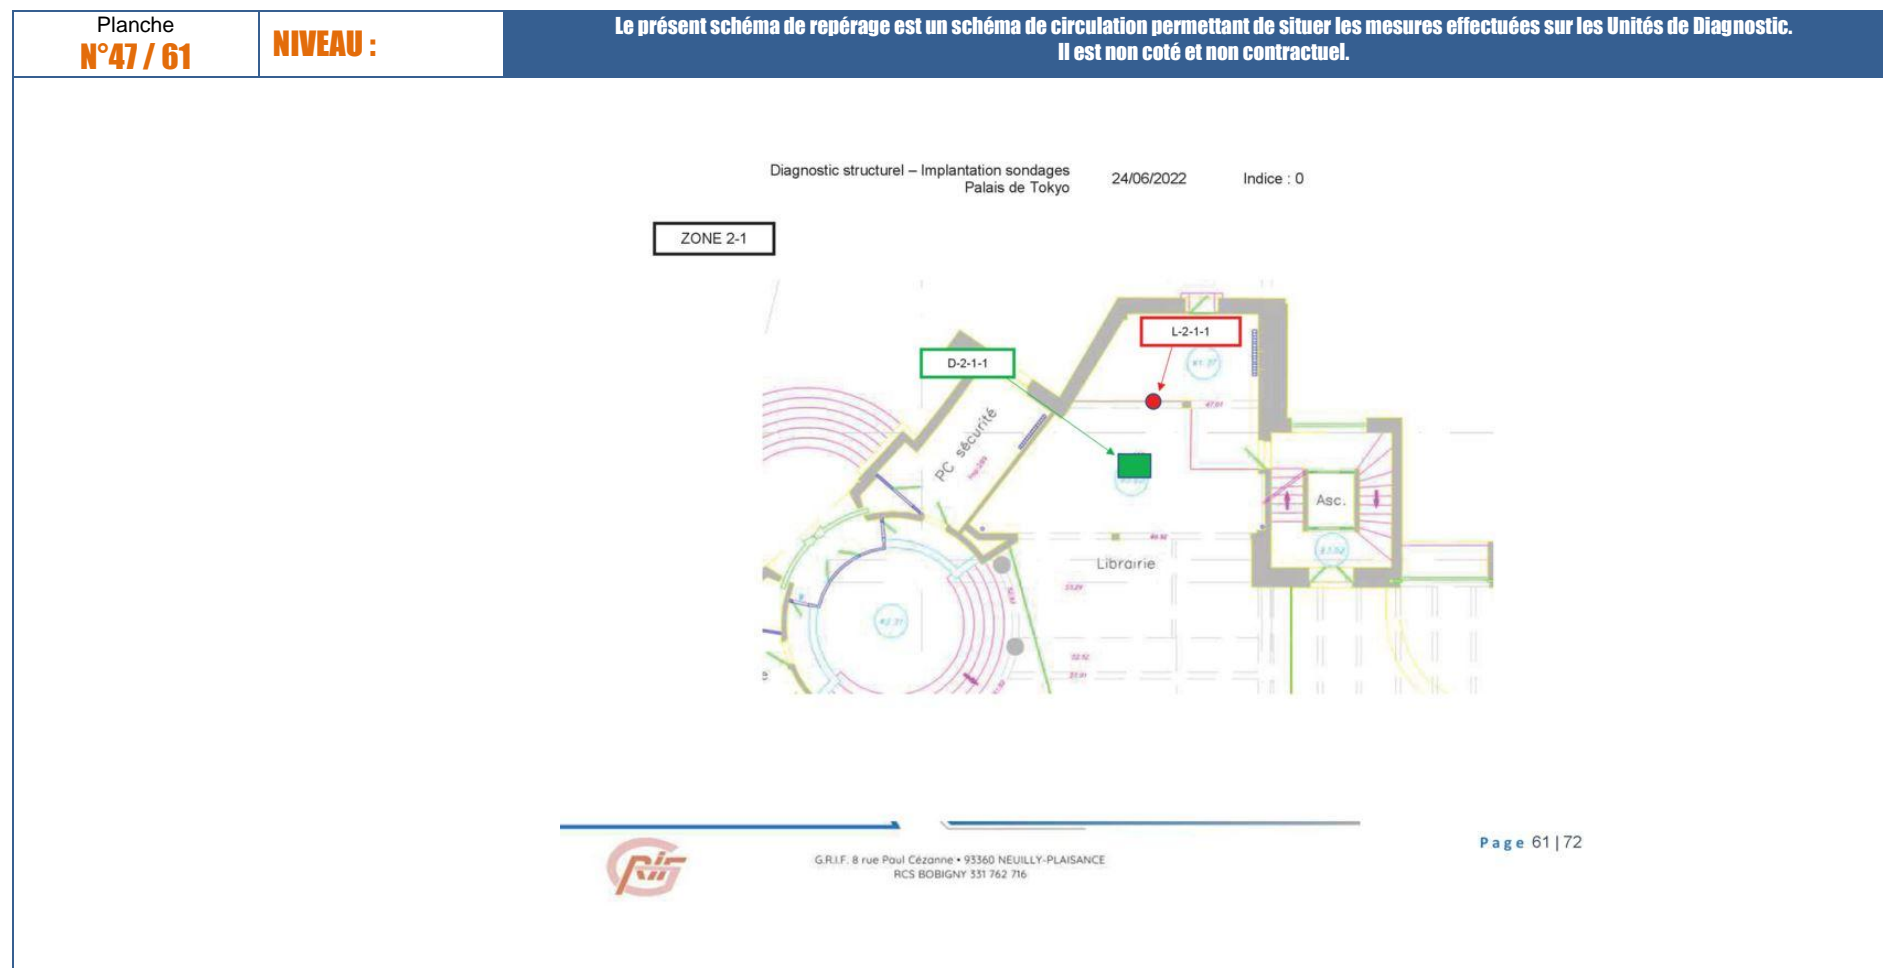 Planche
N°47 / 61
NIVEAU :
Le présent schéma de repérage est un schéma de circulation permettant de situer les mesures effectuées sur les Unités de Diagnostic.
Il est non coté et non contractuel.
Diagnostic structurel – Implantation sondages
Palais de Tokyo
24/06/2022
Indice : 0
ZONE 2-1
L-2-1-1
D-2-1-1
PC sécurité
Asc.
Librairie
G.R.I.F. 8 rue Paul Cézanne • 93360 NEUILLY-PLAISANCE
RCS BOBIGNY 331 762 716
Page 61 | 72